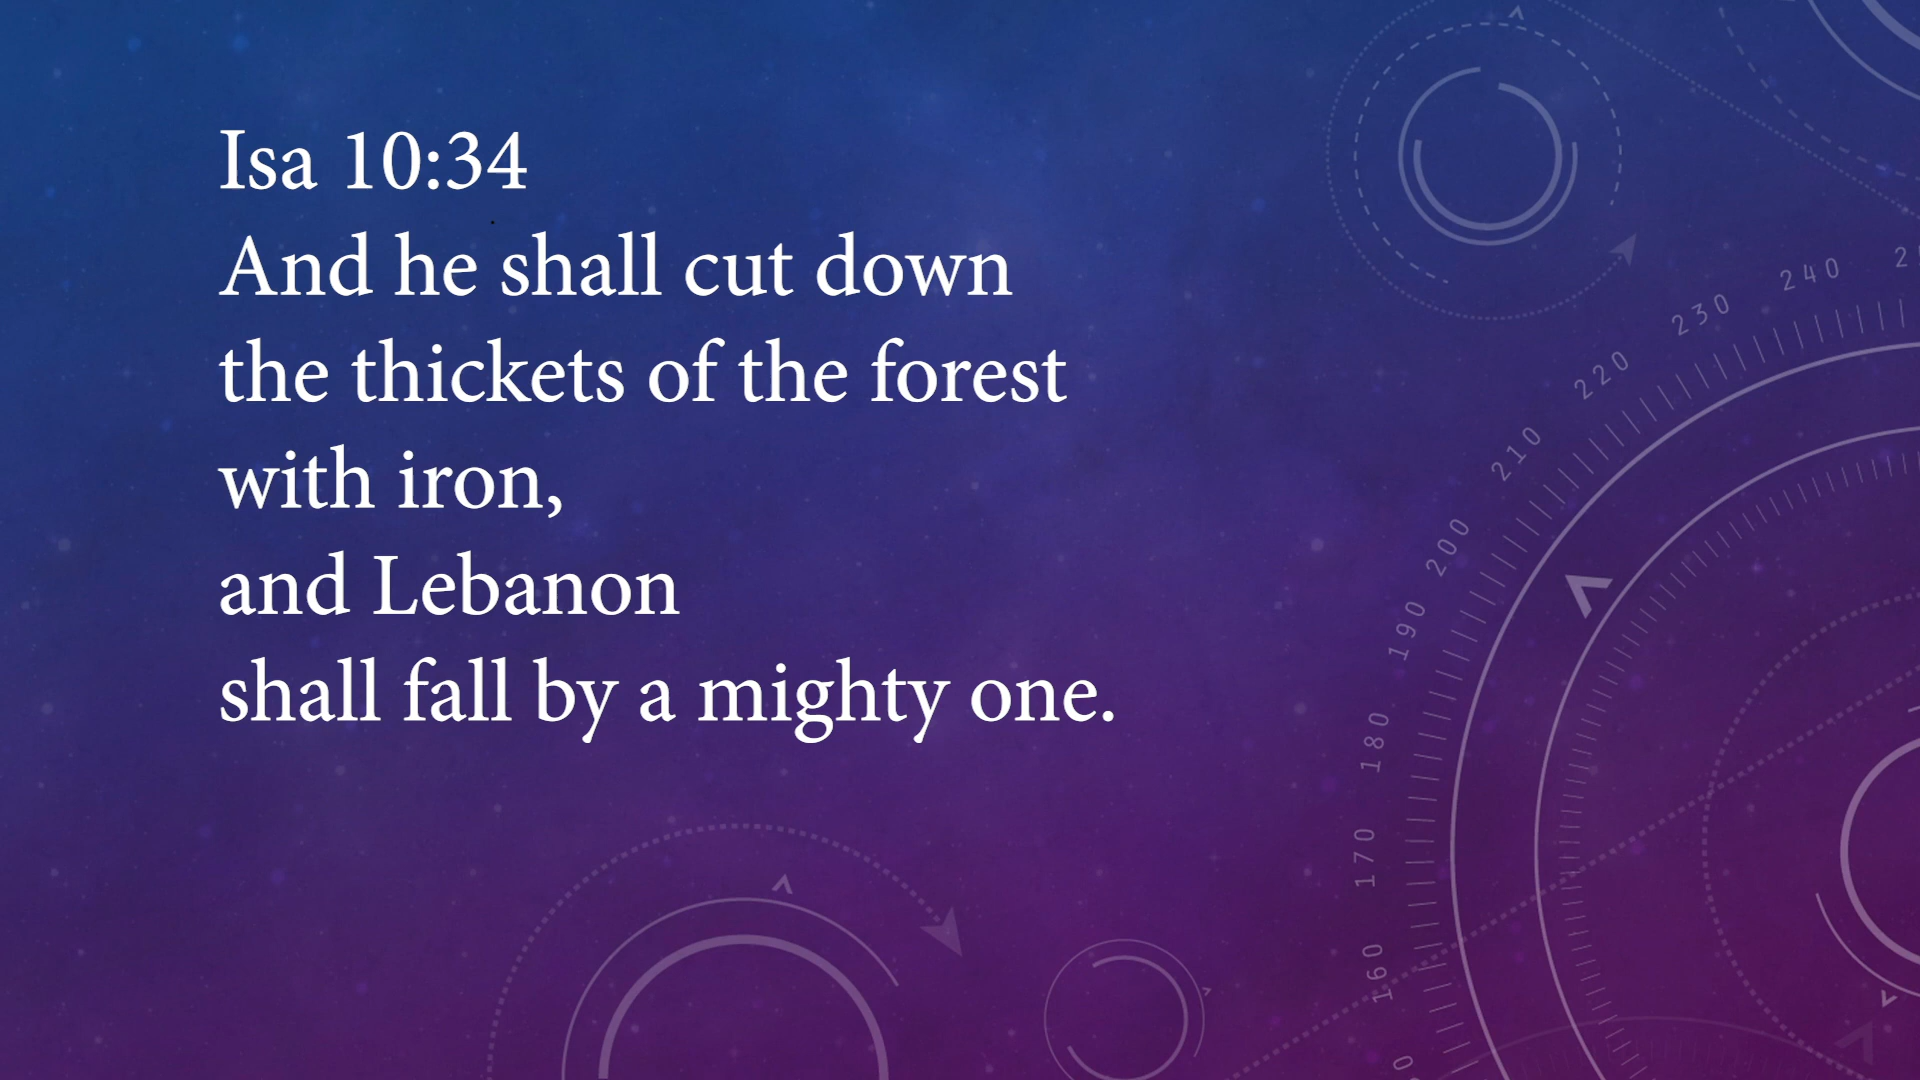 Isa 10:34
And he shall cut down
the thickets of the forest
with iron,
and Lebanon
shall fall by a mighty one.
240
230
220
210
200
190
180
170
160